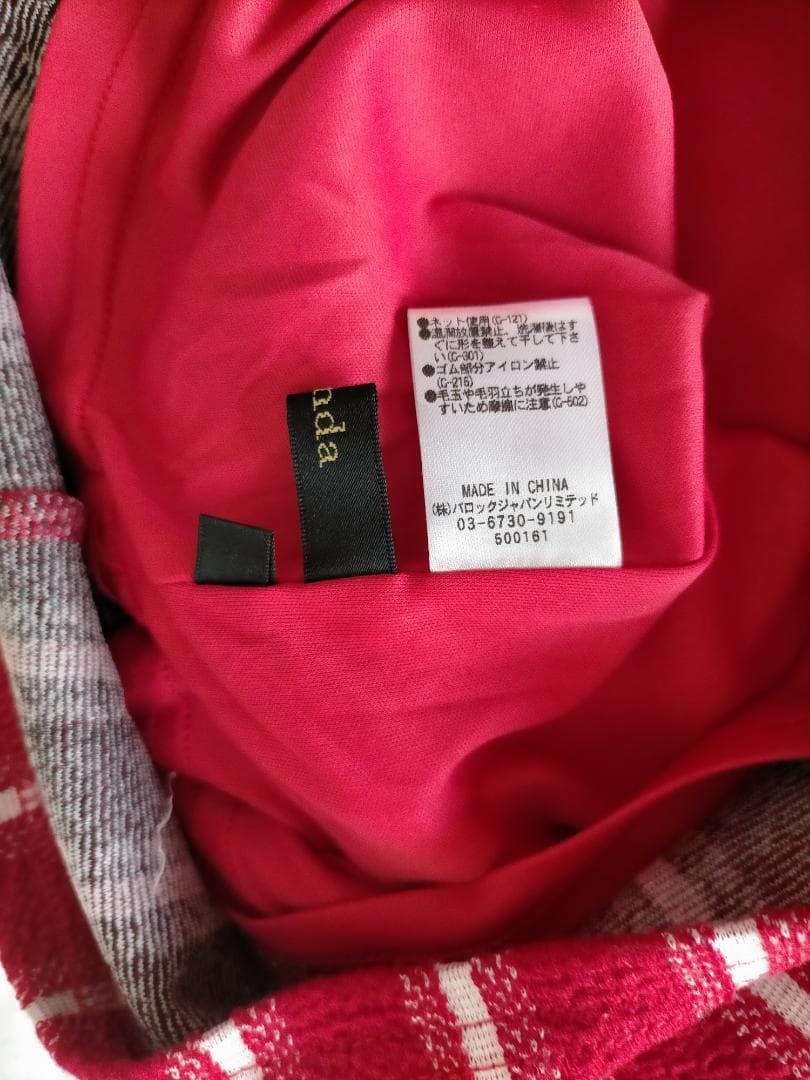 ●ネット使用(G-121)
●濕潤放置禁止、洗濯後はす
ぐに形を整えて干して下さ
い(G-301)
●ゴム部分アイロン禁止
(G-215)
●毛玉や毛羽立ちが発生しや
すいため摩擦に注意(G-502)
MADE IN CHINA
(株)バロックジャパンリミテッド
03-6730-9191
500161
nda